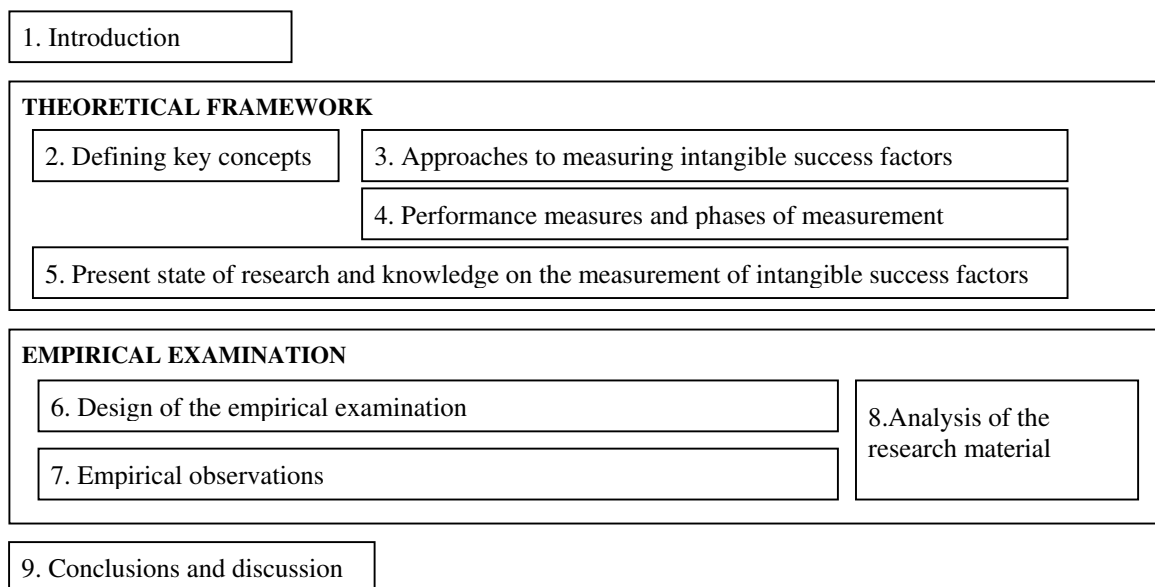 1. Introduction
THEORETICAL FRAMEWORK
2. Defining key concepts
3. Approaches to measuring intangible success factors
4. Performance measures and phases of measurement
5. Present state of research and knowledge on the measurement of intangible success factors
EMPIRICAL EXAMINATION
6. Design of the empirical examination
7. Empirical observations
8.Analysis of the
research material
9. Conclusions and discussion